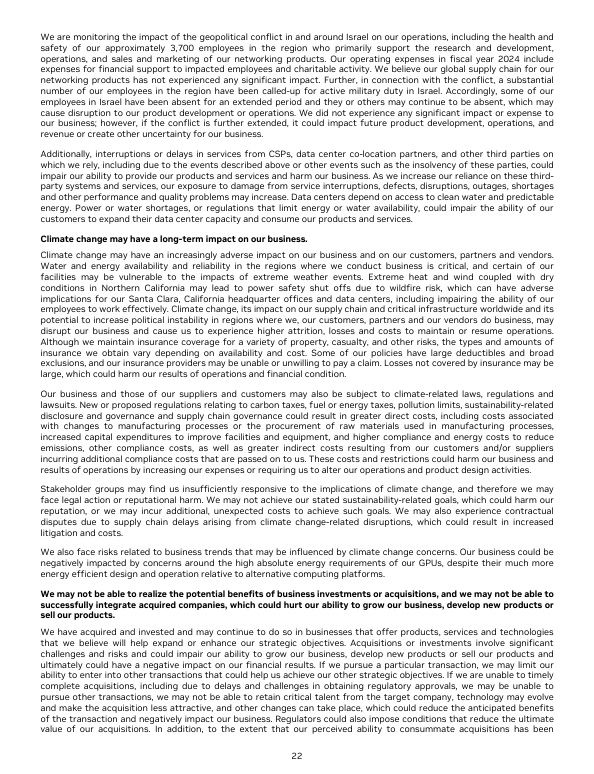 We are monitoring the impact of the geopolitical conflict in and around Israel on our operations, including the health and
safety of our approximately 3,700 employees in the region who primarily support the research and development,
operations, and sales and marketing of our networking products. Our operating expenses in fiscal year 2024 include
expenses for financial support to impacted employees and charitable activity. We believe our global supply chain for our
networking products has not experienced any significant impact. Further, in connection with the conflict, a substantial
number of our employees in the region have been called-up for active military duty in Israel. Accordingly, some of our
employees in Israel have been absent for an extended period and they or others may continue to be absent, which may
cause disruption to our product development or operations. We did not experience any significant impact or expense to
our business; however, if the conflict is further extended, it could impact future product development, operations, and
revenue or create other uncertainty for our business.
Additionally, interruptions or delays in services from CSPs, data center co-location partners, and other third parties on
which we rely, including due to the events described above or other events such as the insolvency of these parties, could
impair our ability to provide our products and services and harm our business. As we increase our reliance on these third-
party systems and services, our exposure to damage from service interruptions, defects, disruptions, outages, shortages
and other performance and quality problems may increase. Data centers depend on access to clean water and predictable
energy. Power or water shortages, or regulations that limit energy or water availability, could impair the ability of our
customers to expand their data center capacity and consume our products and services.
Climate change may have a long-term impact on our business.
Climate change may have an increasingly adverse impact on our business and on our customers, partners and vendors.
Water and energy availability and reliability in the regions where we conduct business is critical, and certain of our
facilities may be vulnerable to the impacts of extreme weather events. Extreme heat and wind coupled with dry
conditions in Northern California may lead to power safety shut offs due to wildfire risk, which can have adverse
implications for our Santa Clara, California headquarter offices and data centers, including impairing the ability of our
employees to work effectively. Climate change, its impact on our supply chain and critical infrastructure worldwide and its
potential to increase political instability in regions where we, our customers, partners and our vendors do business, may
disrupt our business and cause us to experience higher attrition, losses and costs to maintain or resume operations.
Although we maintain insurance coverage for a variety of property, casualty, and other risks, the types and amounts of
insurance we obtain vary depending on availability and cost. Some of our policies have large deductibles and broad
exclusions, and our insurance providers may be unable or unwilling to pay a claim. Losses not covered by insurance may be
large, which could harm our results of operations and financial condition.
Our business and those of our suppliers and customers may also be subject to climate-related laws, regulations and
lawsuits. New or proposed regulations relating to carbon taxes, fuel or energy taxes, pollution limits, sustainability-related
disclosure and governance and supply chain governance could result in greater direct costs, including costs associated
with changes to manufacturing processes or the procurement of raw materials used in manufacturing processes,
increased capital expenditures to improve facilities and equipment, and higher compliance and energy costs to reduce
emissions, other compliance costs, as well as greater indirect costs resulting from our customers and/or suppliers
incurring additional compliance costs that are passed on to us. These costs and restrictions could harm our business and
results of operations by increasing our expenses or requiring us to alter our operations and product design activities.
Stakeholder groups may find us insufficiently responsive to the implications of climate change, and therefore we may
face legal action or reputational harm. We may not achieve our stated sustainability-related goals, which could harm our
reputation, or we may incur additional, unexpected costs to achieve such goals. We may also experience contractual
disputes due to supply chain delays arising from climate change-related disruptions, which could result in increased
litigation and costs.
We also face risks related to business trends that may be influenced by climate change concerns. Our business could be
negatively impacted by concerns around the high absolute energy requirements of our GPUs, despite their much more
energy efficient design and operation relative to alternative computing platforms.
We may not be able to realize the potential benefits of business investments or acquisitions, and we may not be able to
successfully integrate acquired companies, which could hurt our ability to grow our business, develop new products or
sell our products.
We have acquired and invested and may continue to do so in businesses that offer products, services and technologies
that we believe will help expand or enhance our strategic objectives. Acquisitions or investments involve significant
challenges and risks and could impair our ability to grow our business, develop new products or sell our products and
ultimately could have a negative impact on our financial results. If we pursue a particular transaction, we may limit our
ability to enter into other transactions that could help us achieve our other strategic objectives. If we are unable to timely
complete acquisitions, including due to delays and challenges in obtaining regulatory approvals, we may be unable to
pursue other transactions, we may not be able to retain critical talent from the target company, technology may evolve
and make the acquisition less attractive, and other changes can take place, which could reduce the anticipated benefits
of the transaction and negatively impact our business. Regulators could also impose conditions that reduce the ultimate
value of our acquisitions. In addition, to the extent that our perceived ability to consummate acquisitions has been
22